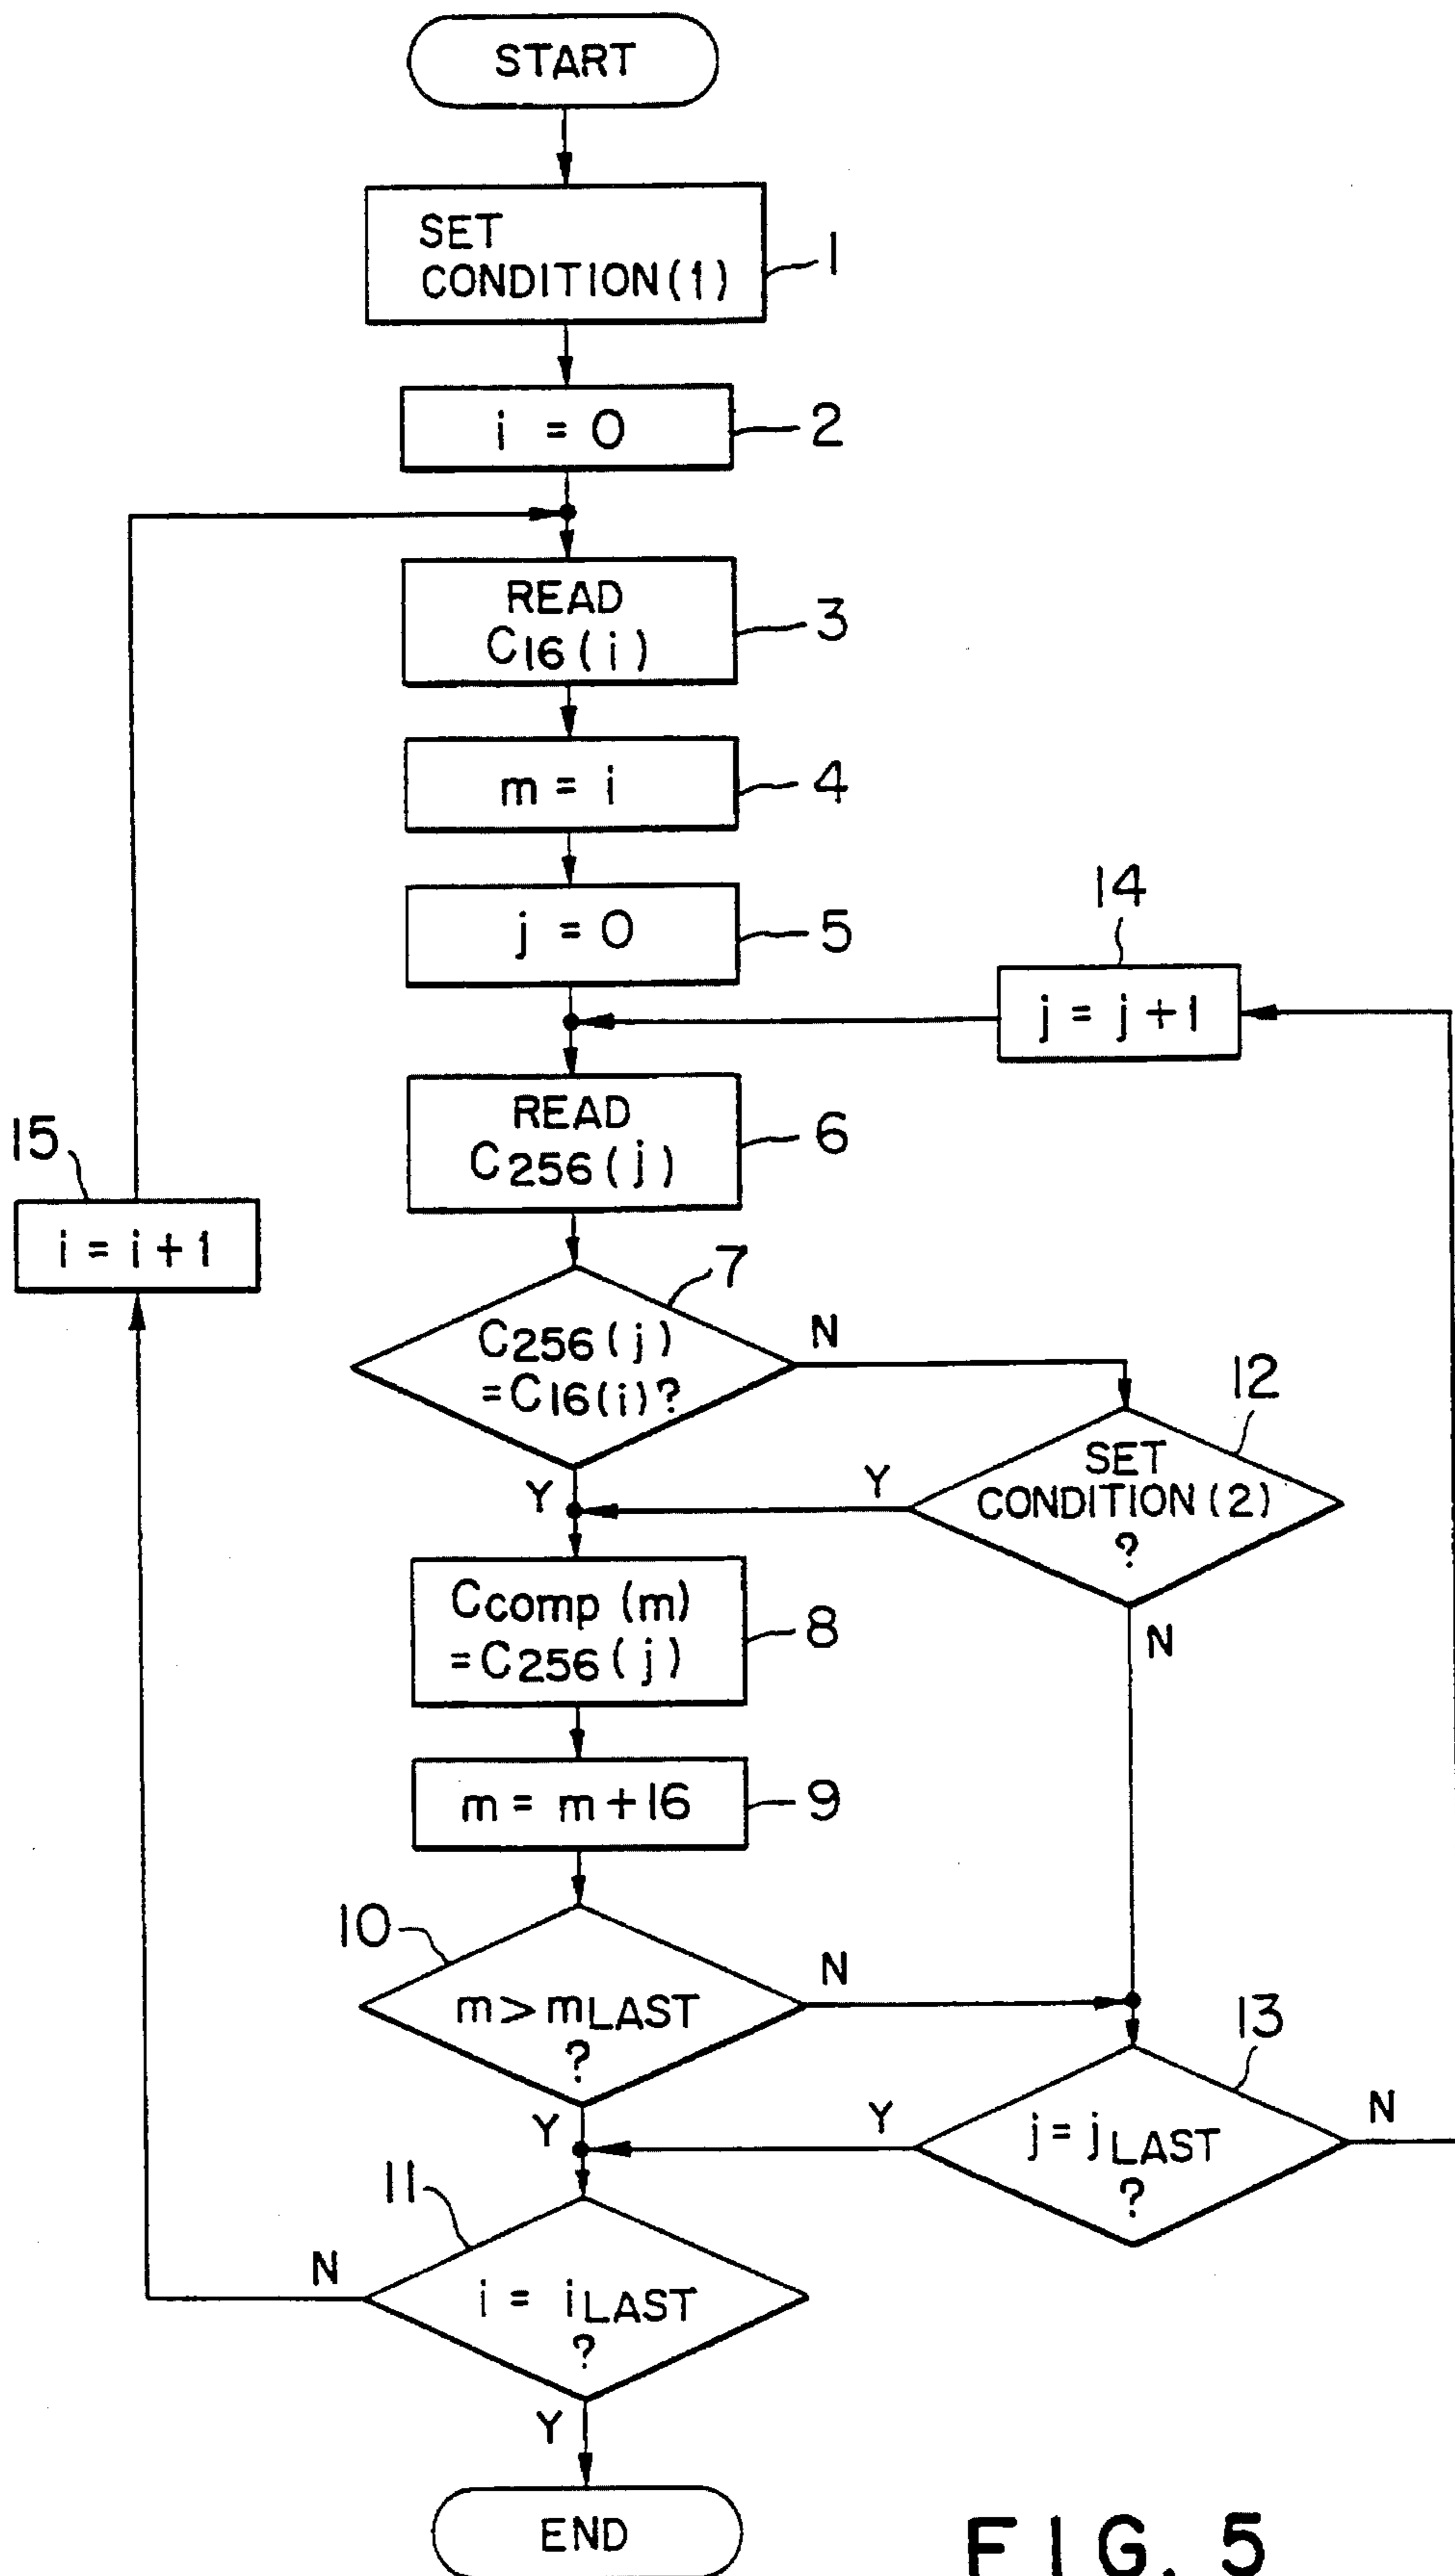 START
SET
CONDITION(1)
1
i = 0
2
READ
C16(i)
3
m = i
4
j = 0
5
14
j = j+1
READ
C256(j)
6
15
i = i+1
7
C256(j)
=C16(i)?
N
Y
12
SET
CONDITION(2)
?
Y
N
Ccomp(m)
=C256(j)
8
m = m+16
9
10
m>mLAST
?
N
Y
13
j = jLAST
?
Y
N
11
i = iLAST
?
N
Y
END
FIG. 5